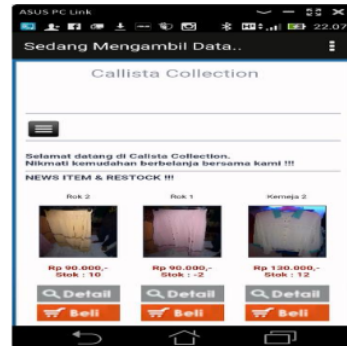 ASUS PC Link
22.07
Sedang Mengambil Data..
Callista Collection
Selamat datang di Calista Collection.
Nikmati kemudahan berbelanja bersama kami !!!
NEWS ITEM & RESTOCK !!!
Rok 2 Rok 1 Kemeja 2
Rp 90.000,- Rp 90.000,- Rp 130.000,-
Stok : 10 Stok : -2 Stok : 12
Detail Detail Detail
Beli Beli Beli